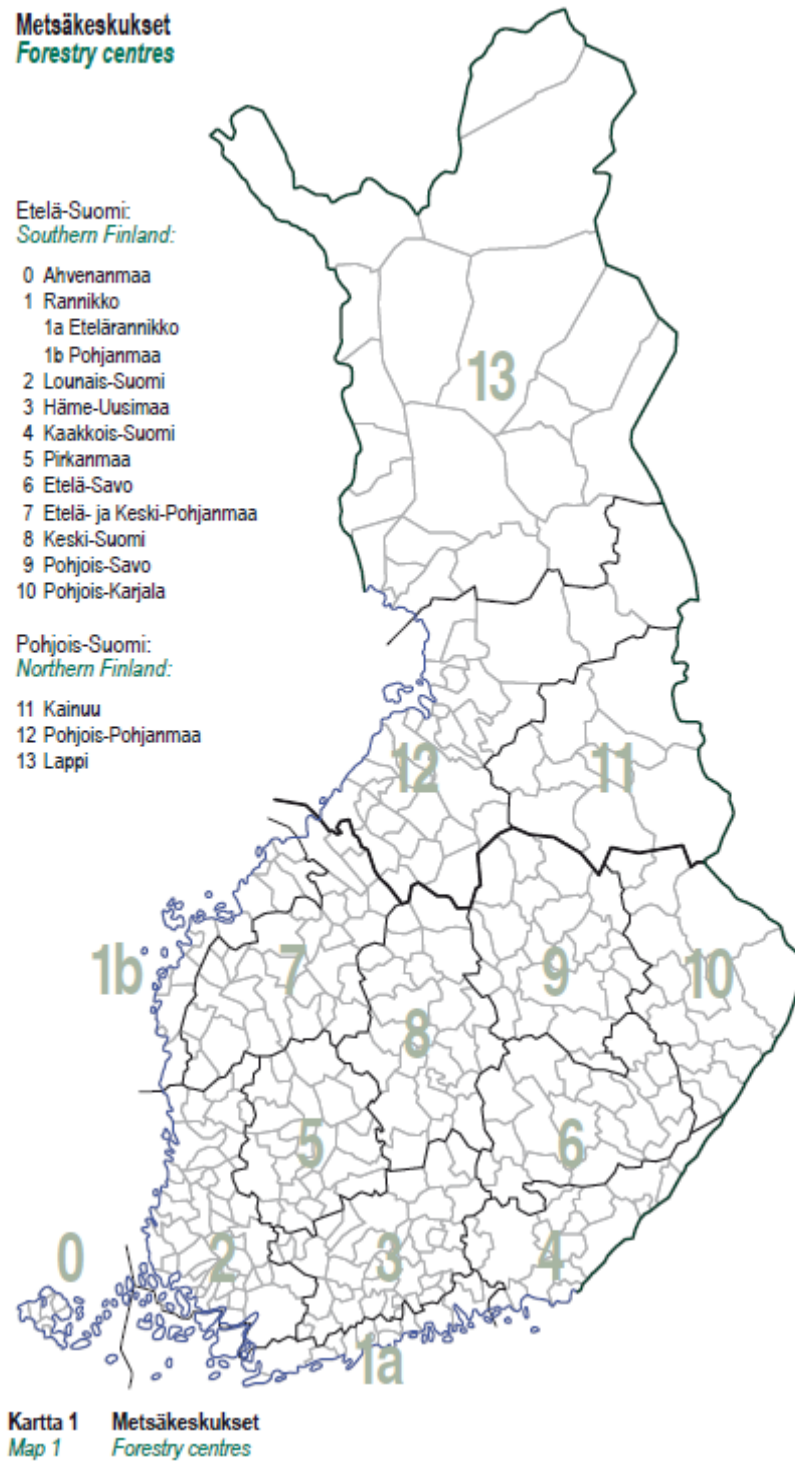 Metsäkeskukset
Forestry centres
Etelä-Suomi:
Southern Finland:
0 Ahvenanmaa
1 Rannikko
1a Etelärannikko
1b Pohjanmaa
2 Lounais-Suomi
3 Häme-Uusimaa
4 Kaakkois-Suomi
5 Pirkanmaa
6 Etelä-Savo
7 Etelä- ja Keski-Pohjanmaa
8 Keski-Suomi
9 Pohjois-Savo
10 Pohjois-Karjala
Pohjois-Suomi:
Northern Finland:
11 Kainuu
12 Pohjois-Pohjanmaa
13 Lappi
13
12
11
1b
7
9
10
8
5
6
0
2
3
4
1a
Kartta 1 Metsäkeskukset
Map 1 Forestry centres